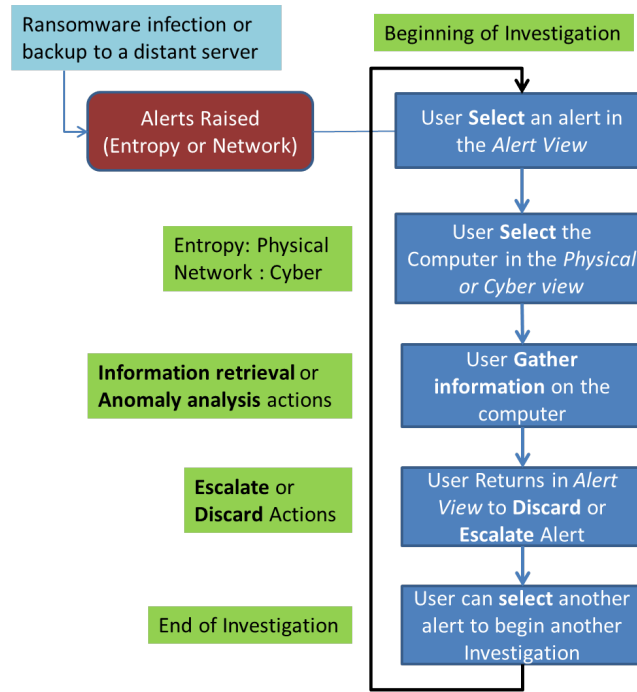 Ransomware infection or
backup to a distant server
Beginning of Investigation
Alerts Raised
(Entropy or Network)
User Select an alert in
the Alert View
Entropy: Physical
Network : Cyber
User Select the
Computer in the Physical
or Cyber view
Information retrieval or
Anomaly analysis actions
User Gather
information on the
computer
Escalate or
Discard Actions
User Returns in Alert
View to Discard or
Escalate Alert
End of Investigation
User can select another
alert to begin another
Investigation